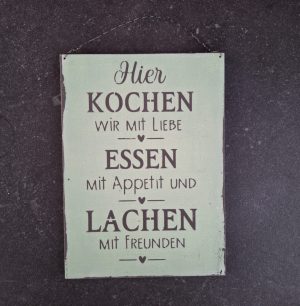 Hier
KOCHEN
WIR MIT LIEBE
ESSEN
MIT APPETIT UND
LACHEN
MIT FREUNDEN